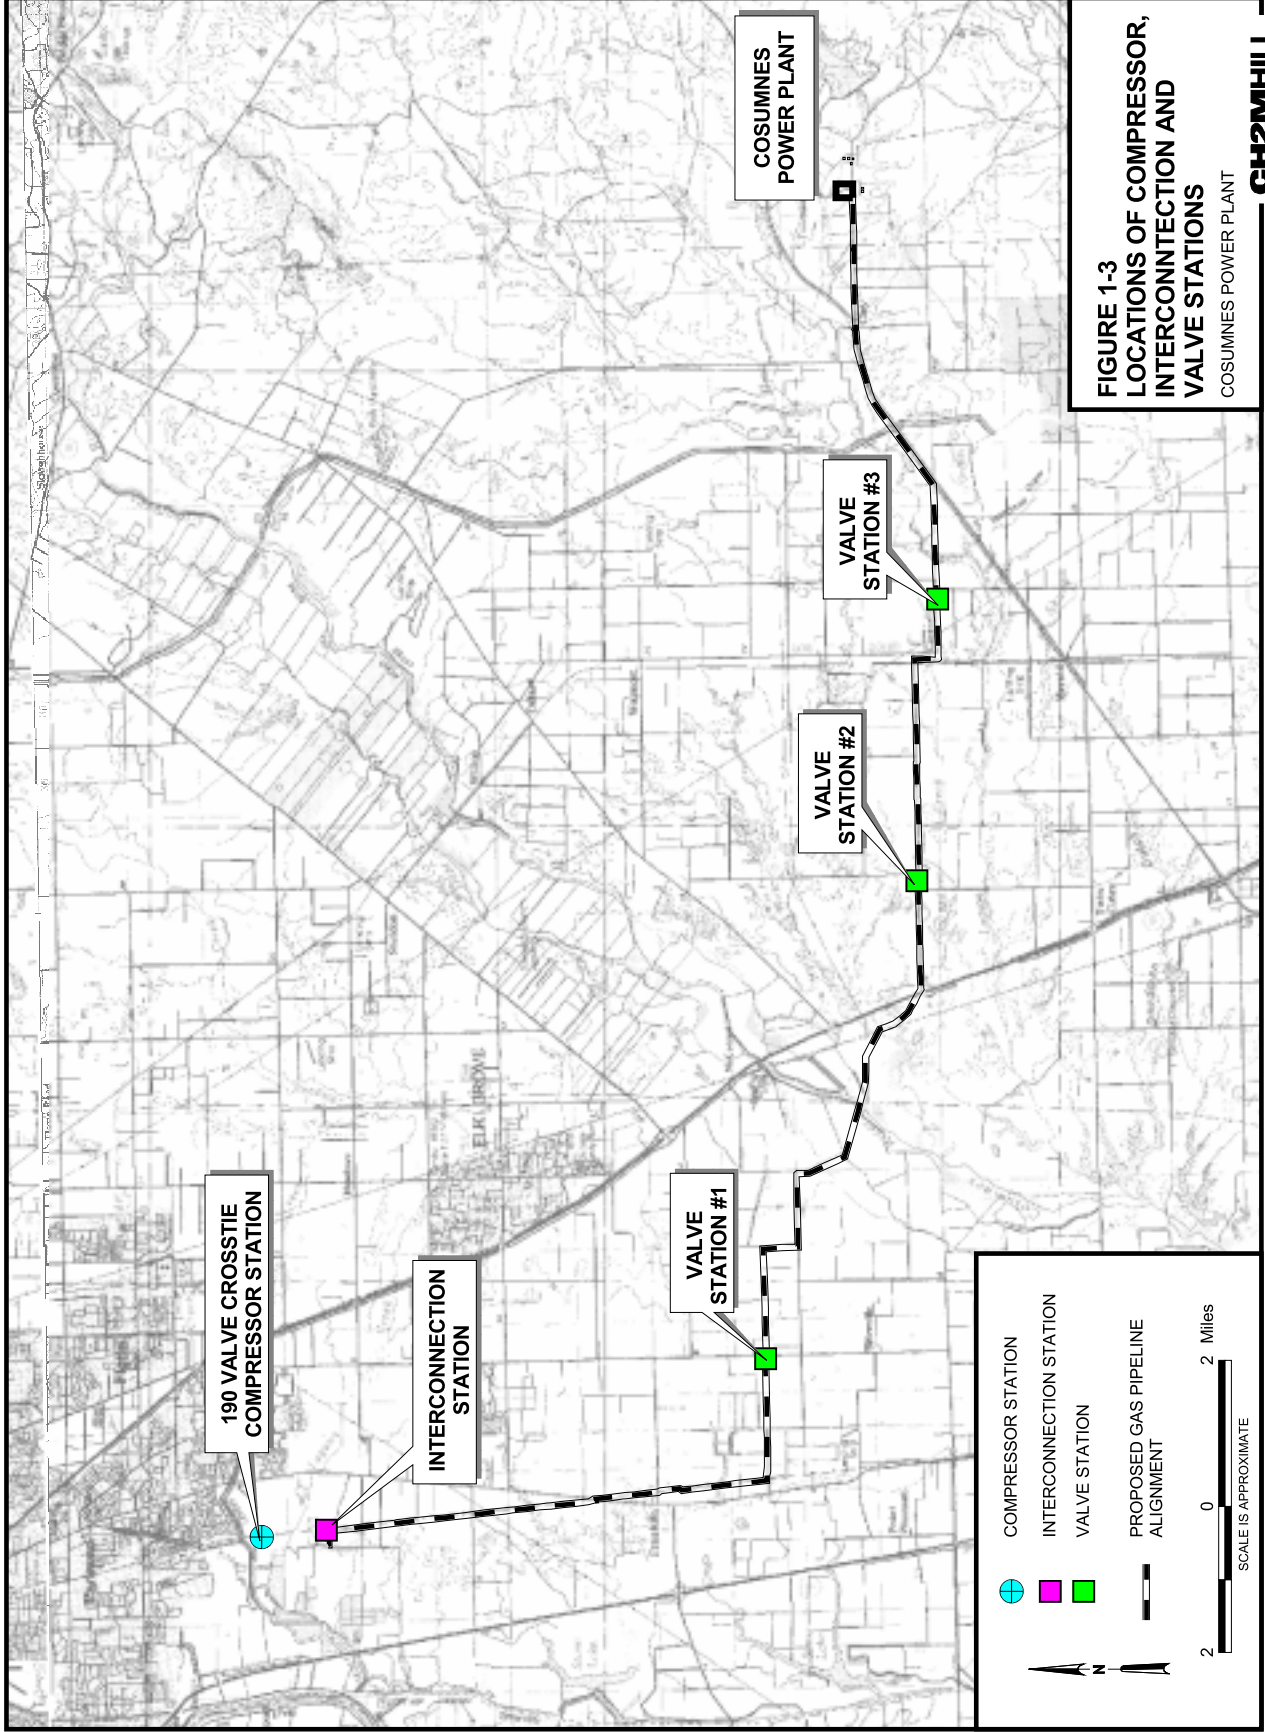 190 VALVE CROSSTIE
COMPRESSOR STATION
INTERCONNECTION
STATION
ELK GROVE
VALVE
STATION #1
VALVE
STATION #2
VALVE
STATION #3
COSUMNES
POWER PLANT
Sloughhouse
COMPRESSOR STATION
INTERCONNECTION STATION
VALVE STATION
PROPOSED GAS PIPELINE
ALIGNMENT
N
2 0 2 Miles
SCALE IS APPROXIMATE
FIGURE 1-3
LOCATIONS OF COMPRESSOR,
INTERCONNTECTION AND
VALVE STATIONS
COSUMNES POWER PLANT
CH2MHILL